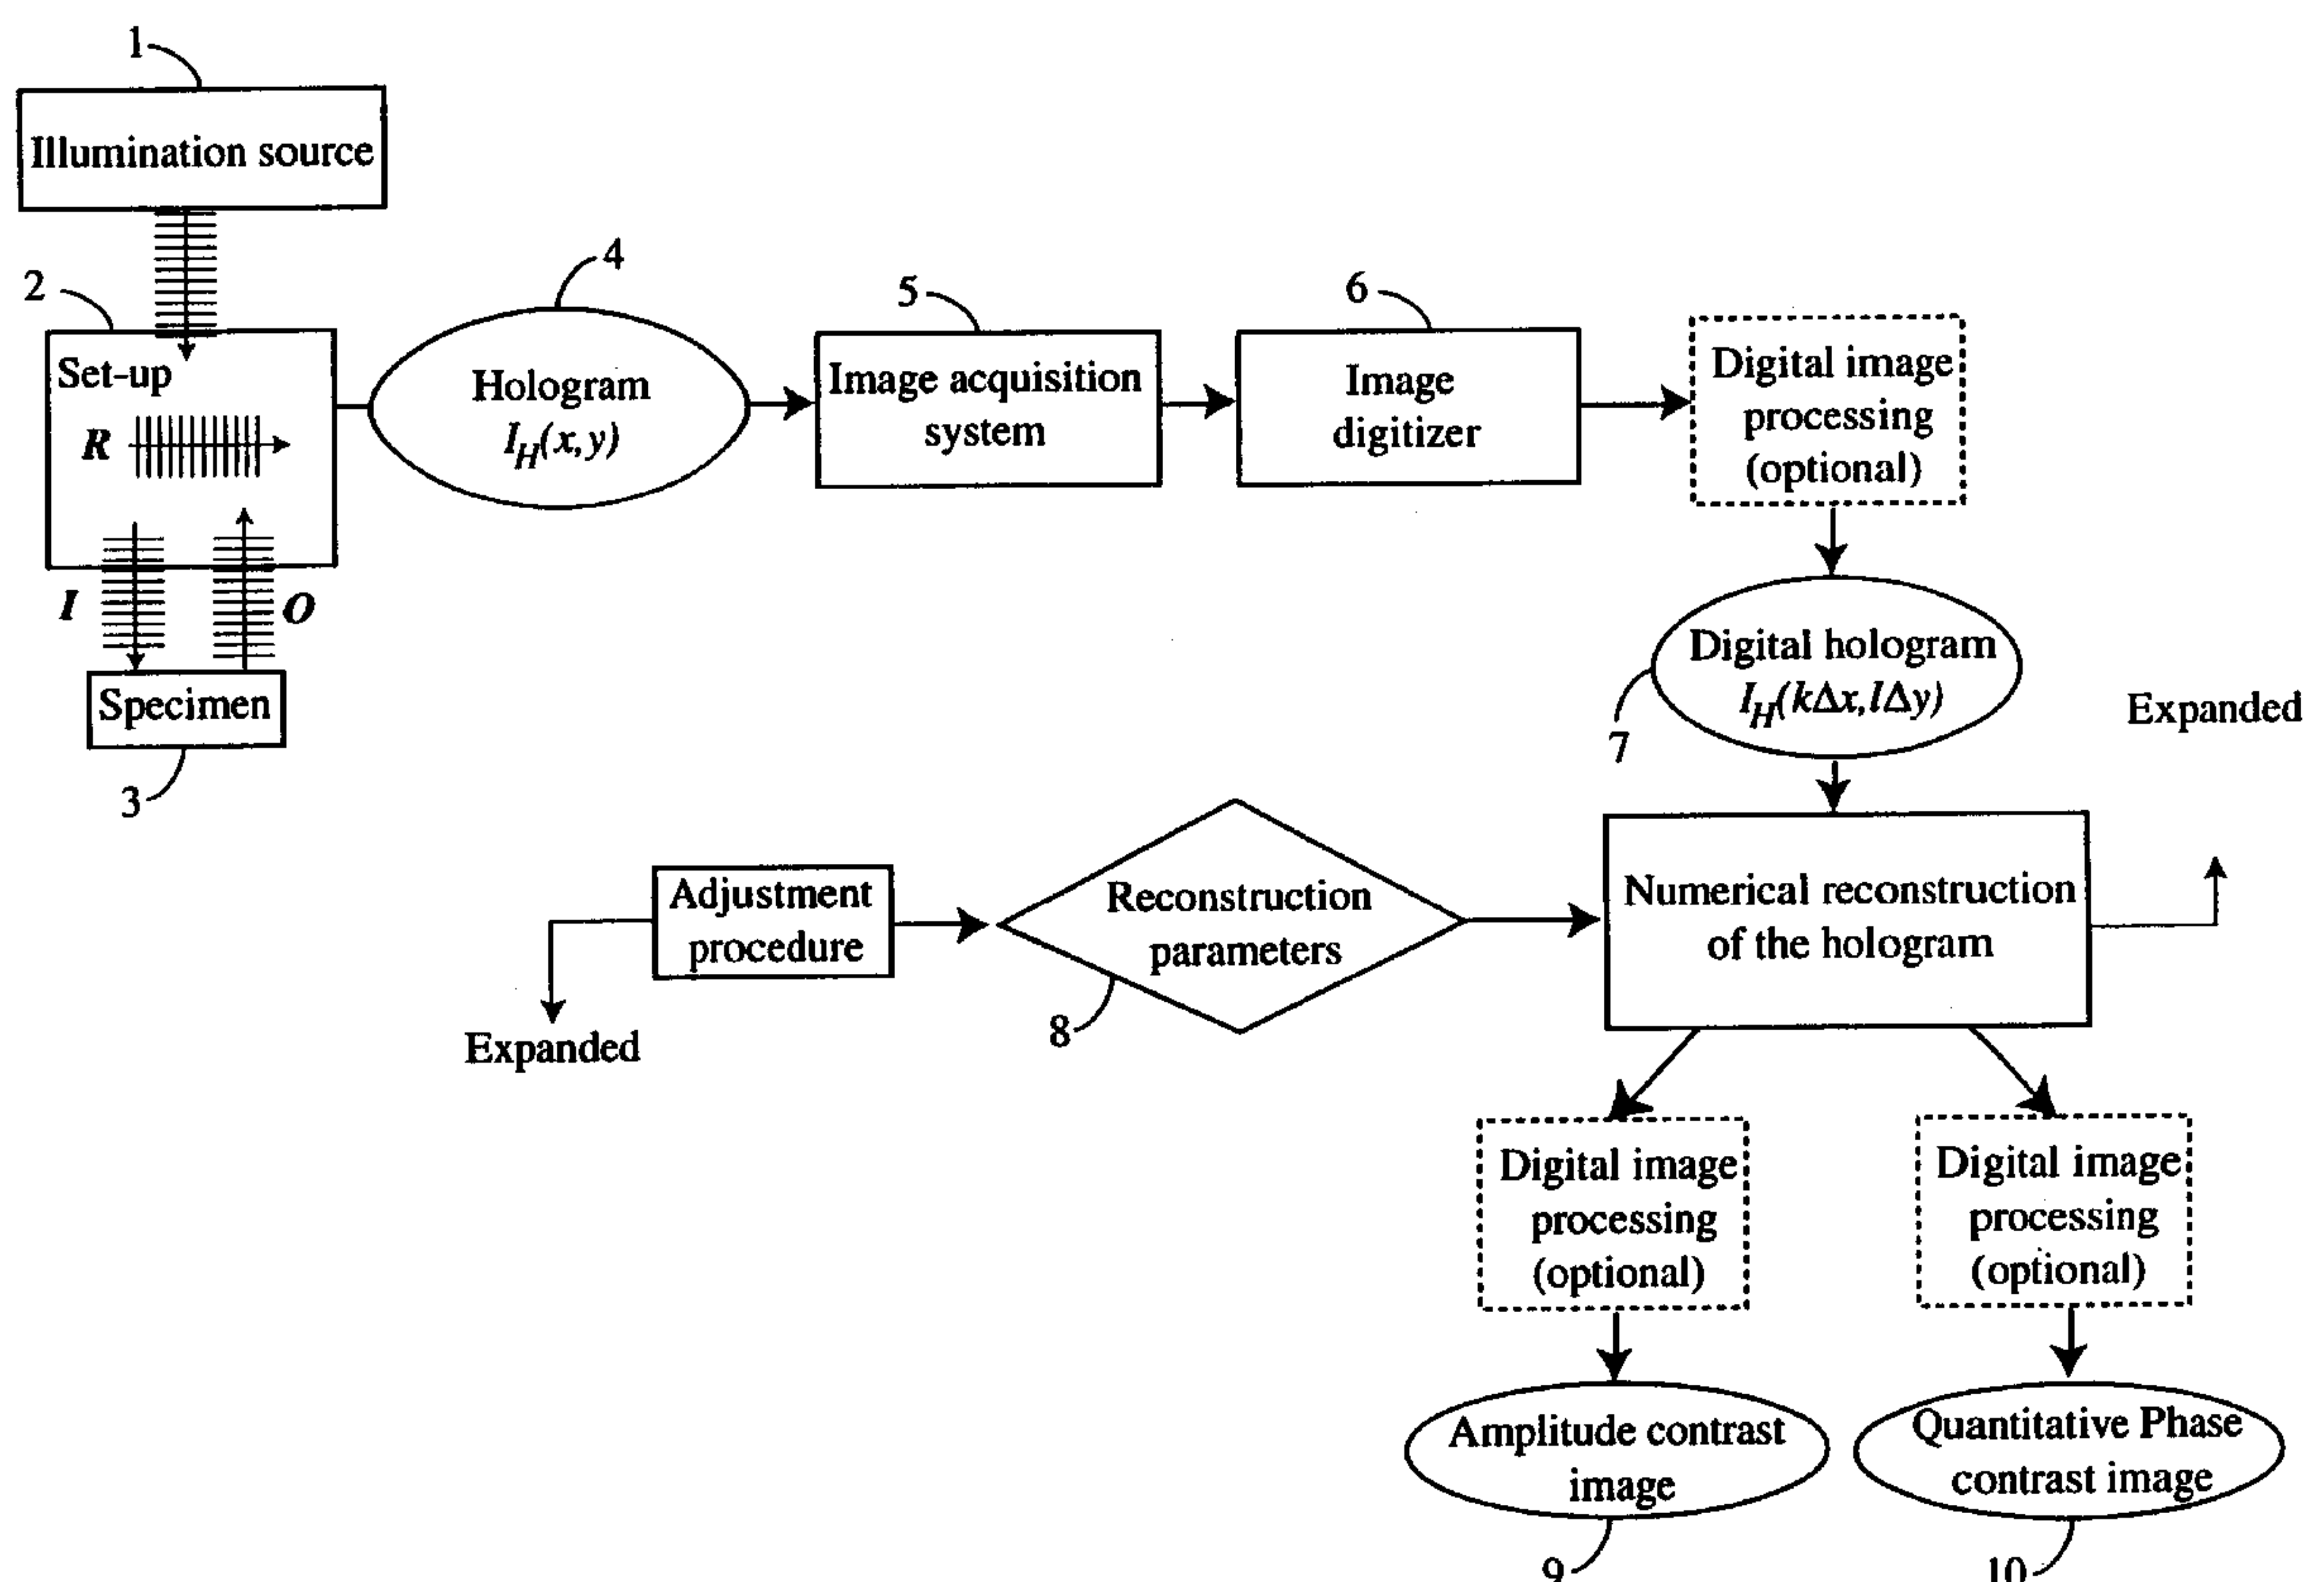 1
Illumination source
2
Set-up
R
I
O
Specimen
3
4
Hologram
I_H(x,y)
5
Image acquisition
system
6
Image
digitizer
Digital image
processing
(optional)
Digital hologram
I_H(kΔx,lΔy)
7
Expanded
Adjustment
procedure
Expanded
Reconstruction
parameters
8
Numerical reconstruction
of the hologram
Digital image
processing
(optional)
Digital image
processing
(optional)
Amplitude contrast
image
9
Quantitative Phase
contrast image
10